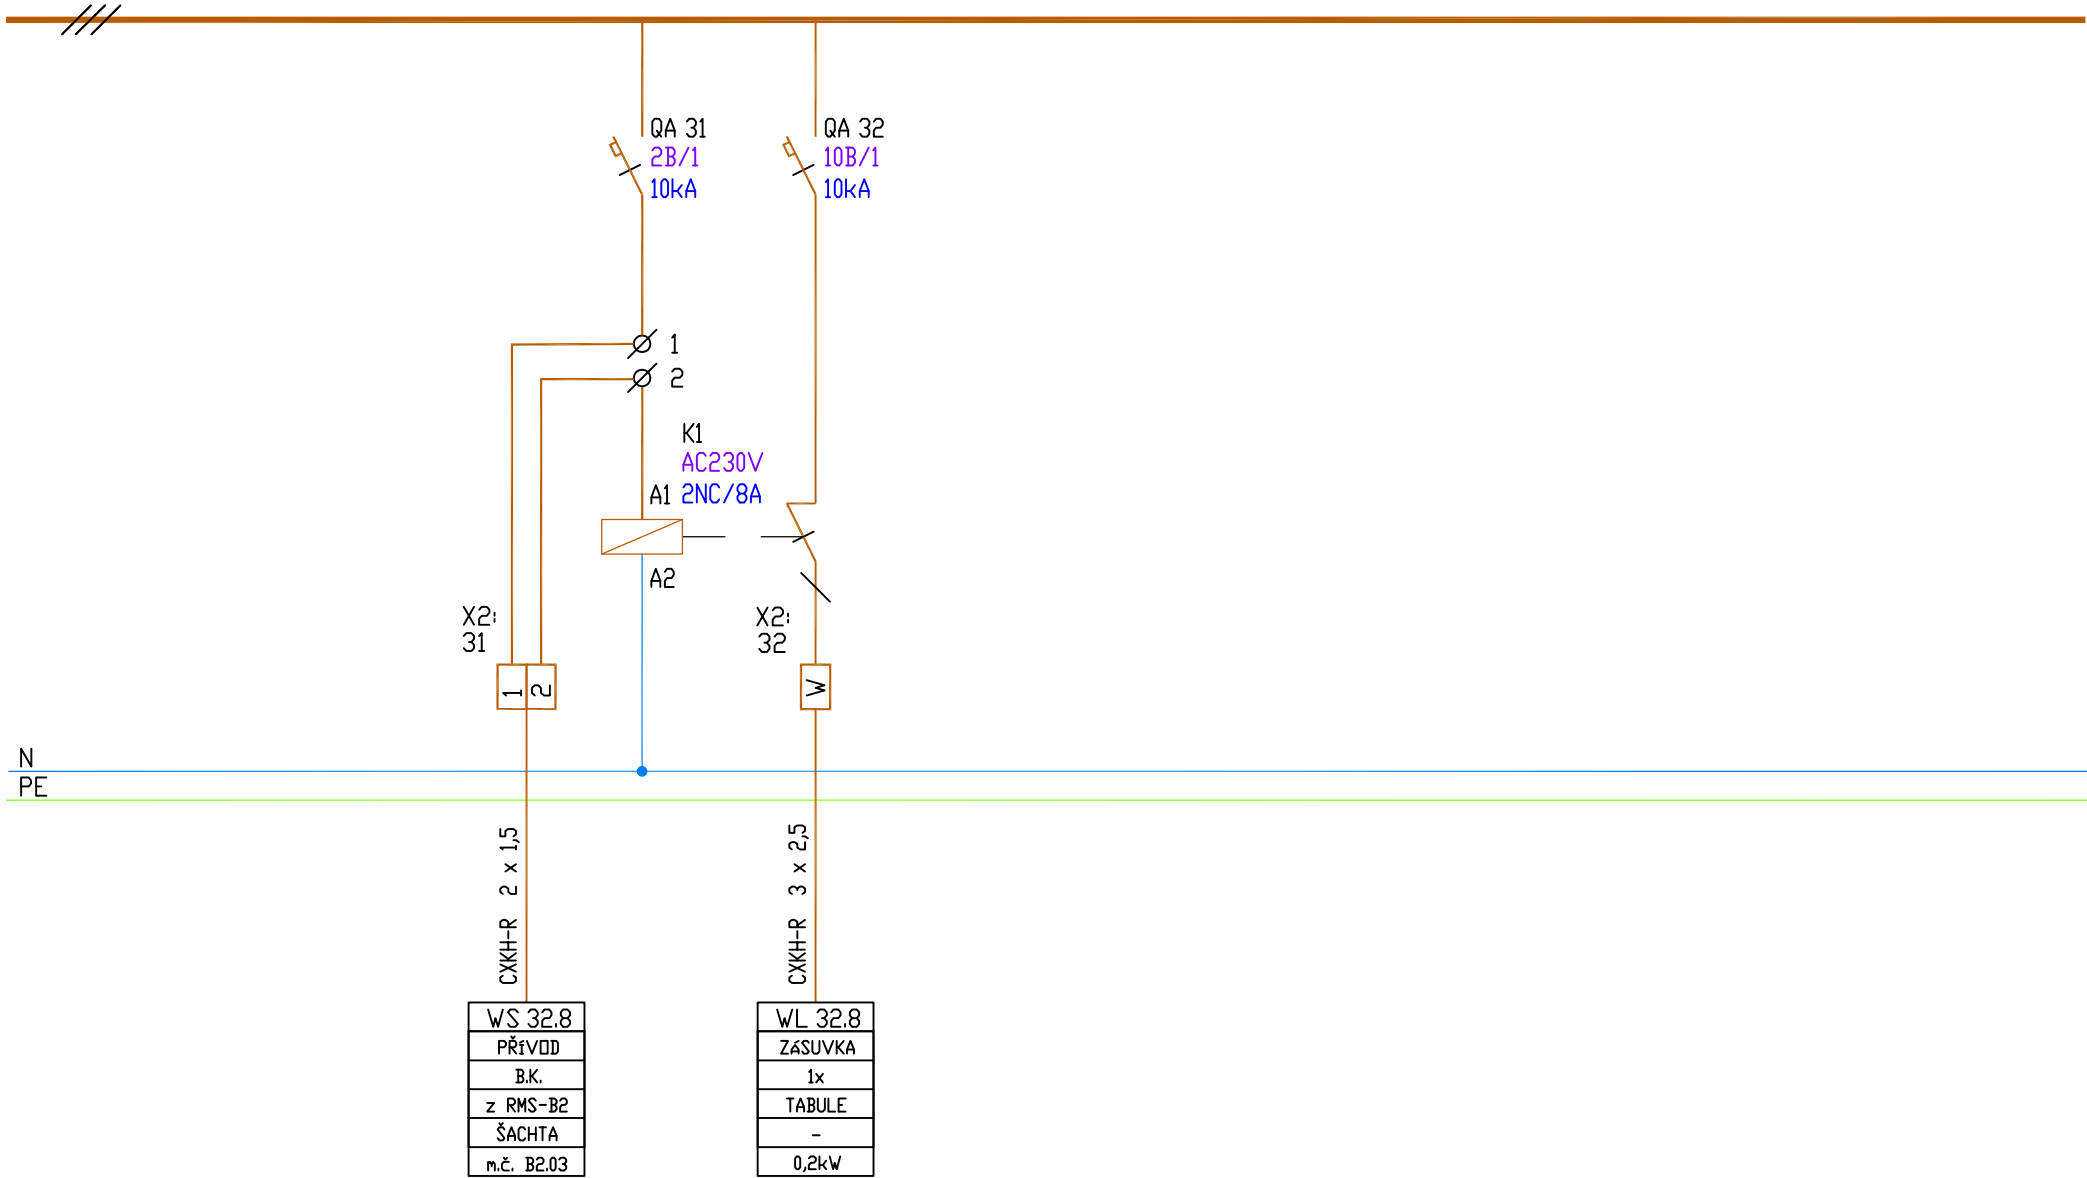 QA 31
2B/1
10kA
QA 32
10B/1
10kA
1
2
K1
AC230V
A1
2NC/8A
A2
X2:
31
X2:
32
1
2
W
N
PE
CXKH-R 2 x 1,5
CXKH-R 3 x 2,5
WS 32.8
PŘíVOD
B.K.
z RMS-B2
ŠACHTA
m.č. B2.03
WL 32.8
ZáSUVKA
1x
TABULE
-
0,2kW